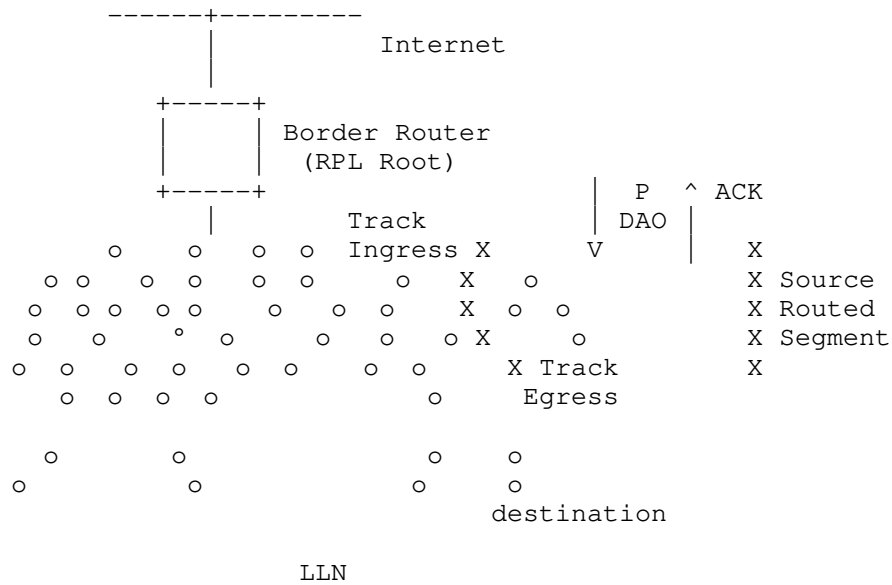 Internet
Border Router
(RPL Root)
P ^ ACK
Track DAO
Ingress X V X
X X Source
X X Routed
X X Segment
X Track X
Egress
destination
LLN